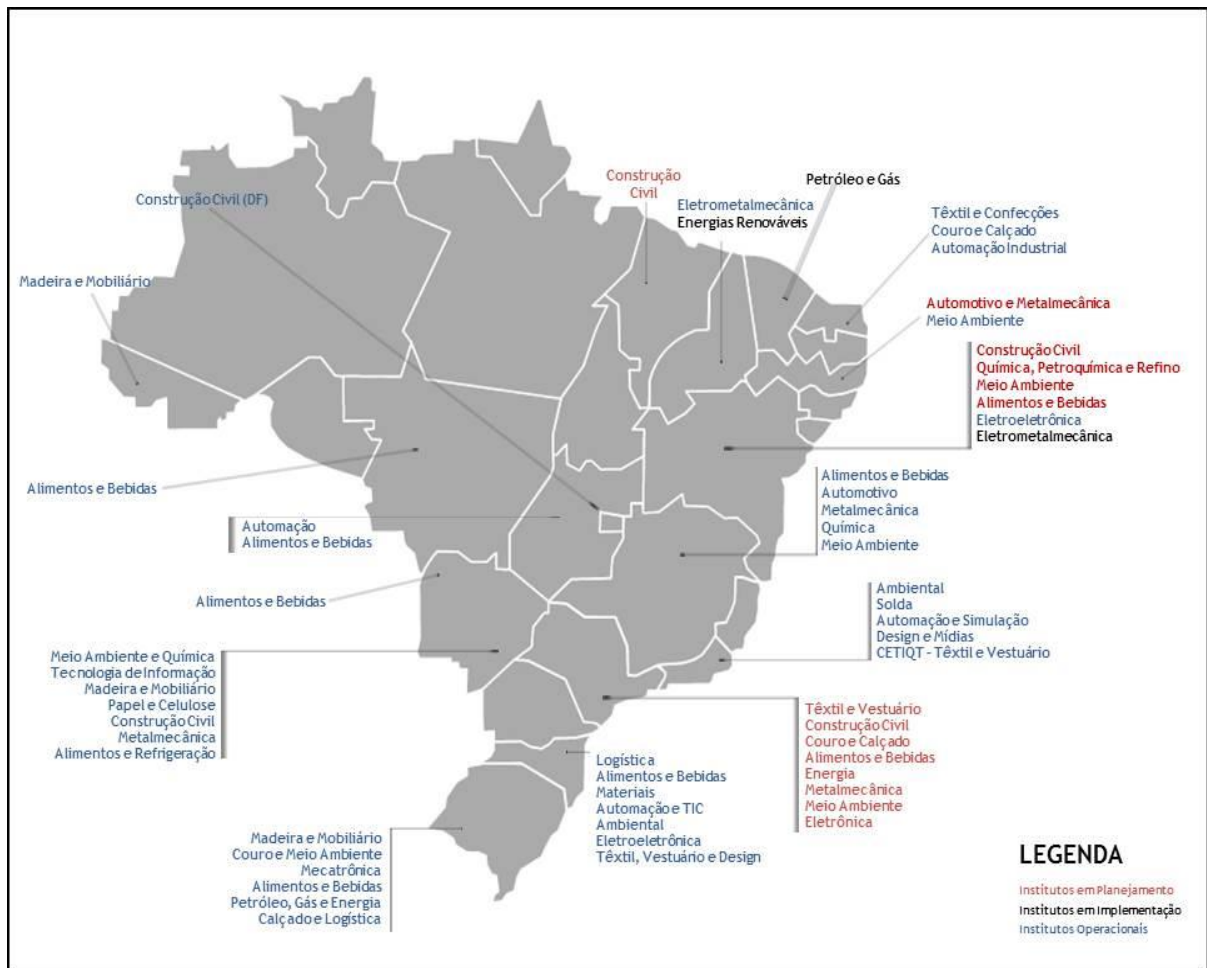 Construção
Civil
Petróleo e Gás
Construção Civil (DF)
Eletrometalmecânica
Energias Renováveis
Têxtil e Confecções
Couro e Calçado
Automação Industrial
Madeira e Mobiliário
Automotivo e Metalmecânica
Meio Ambiente
Construção Civil
Química, Petroquímica e Refino
Meio Ambiente
Alimentos e Bebidas
Eletroeletrônica
Eletrometalmecânica
Alimentos e Bebidas
Alimentos e Bebidas
Automotivo
Metalmecânica
Química
Meio Ambiente
Automação
Alimentos e Bebidas
Alimentos e Bebidas
Ambiental
Solda
Automação e Simulação
Design e Mídias
CETIQT - Têxtil e Vestuário
Meio Ambiente e Química
Tecnologia de Informação
Madeira e Mobiliário
Papel e Celulose
Construção Civil
Metalmecânica
Alimentos e Refrigeração
Têxtil e Vestuário
Construção Civil
Couro e Calçado
Alimentos e Bebidas
Energia
Metalmecânica
Meio Ambiente
Eletrônica
Logística
Alimentos e Bebidas
Materiais
Automação e TIC
Ambiental
Eletroeletrônica
Têxtil, Vestuário e Design
Madeira e Mobiliário
Couro e Meio Ambiente
Mecatrônica
Alimentos e Bebidas
Petróleo, Gás e Energia
Calçado e Logística
LEGENDA
Institutos em Planejamento
Institutos em Implementação
Institutos Operacionais